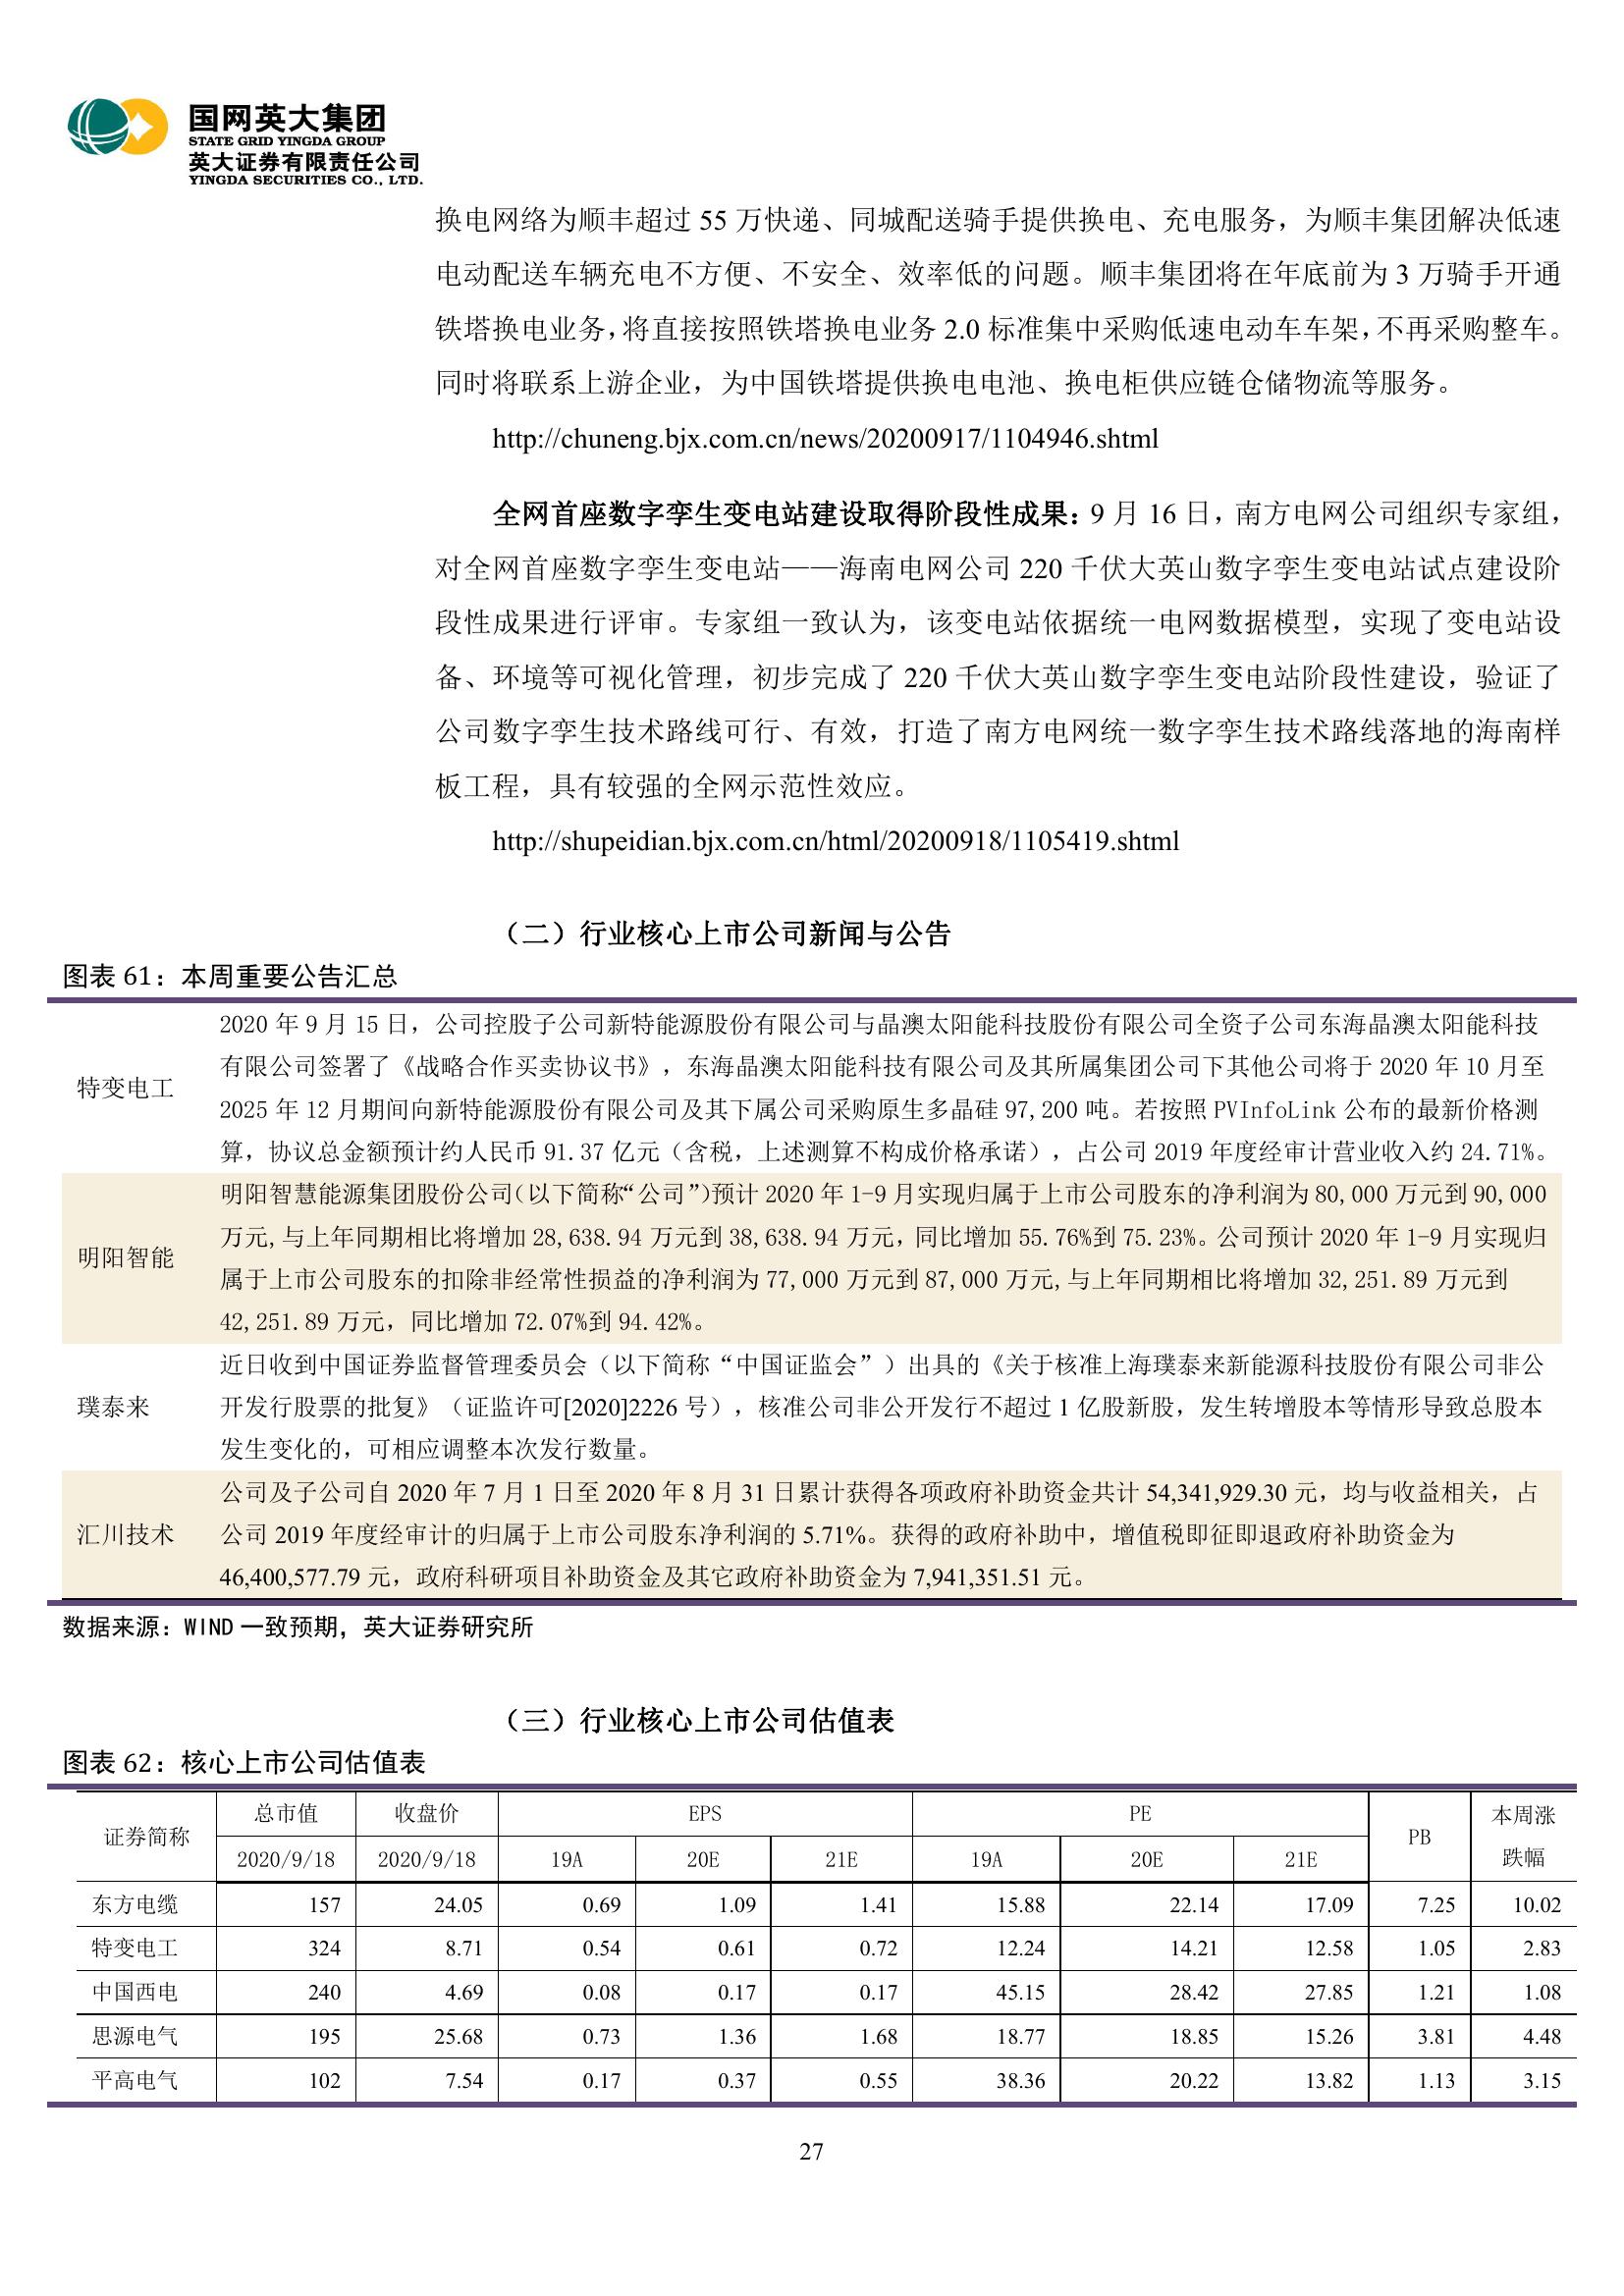 国网英大集团
STATE GRID YINGDA GROUP
英大证券有限责任公司
YINGDA SECURITIES CO., LTD.
换电网络为顺丰超过 55 万快递、同城配送骑手提供换电、充电服务，为顺丰集团解决低速
电动配送车辆充电不方便、不安全、效率低的问题。顺丰集团将在年底前为 3 万骑手开通
铁塔换电业务，将直接按照铁塔换电业务 2.0 标准集中采购低速电动车车架，不再采购整车。
同时将联系上游企业，为中国铁塔提供换电电池、换电柜供应链仓储物流等服务。
http://chuneng.bjx.com.cn/news/20200917/1104946.shtml
全网首座数字孪生变电站建设取得阶段性成果：9 月 16 日，南方电网公司组织专家组，
对全网首座数字孪生变电站——海南电网公司 220 千伏大英山数字孪生变电站试点建设阶
段性成果进行评审。专家组一致认为，该变电站依据统一电网数据模型，实现了变电站设
备、环境等可视化管理，初步完成了 220 千伏大英山数字孪生变电站阶段性建设，验证了
公司数字孪生技术路线可行、有效，打造了南方电网统一数字孪生技术路线落地的海南样
板工程，具有较强的全网示范性效应。
http://shupeidian.bjx.com.cn/html/20200918/1105419.shtml
（二）行业核心上市公司新闻与公告
图表 61：本周重要公告汇总
特变电工
2020 年 9 月 15 日，公司控股子公司新特能源股份有限公司与晶澳太阳能科技股份有限公司全资子公司东海晶澳太阳能科技
有限公司签署了《战略合作买卖协议书》，东海晶澳太阳能科技有限公司及其所属集团公司下其他公司将于 2020 年 10 月至
2025 年 12 月期间向新特能源股份有限公司及其下属公司采购原生多晶硅 97,200 吨。若按照 PVInfoLink 公布的最新价格测
算，协议总金额预计约人民币 91.37 亿元（含税，上述测算不构成价格承诺），占公司 2019 年度经审计营业收入约 24.71%。
明阳智能
明阳智慧能源集团股份公司(以下简称“公司”)预计 2020 年 1-9 月实现归属于上市公司股东的净利润为 80,000 万元到 90,000
万元,与上年同期相比将增加 28,638.94 万元到 38,638.94 万元，同比增加 55.76%到 75.23%。公司预计 2020 年 1-9 月实现归
属于上市公司股东的扣除非经常性损益的净利润为 77,000 万元到 87,000 万元,与上年同期相比将增加 32,251.89 万元到
42,251.89 万元，同比增加 72.07%到 94.42%。
璞泰来
近日收到中国证券监督管理委员会（以下简称“中国证监会”）出具的《关于核准上海璞泰来新能源科技股份有限公司非公
开发行股票的批复》（证监许可[2020]2226 号），核准公司非公开发行不超过 1 亿股新股，发生转增股本等情形导致总股本
发生变化的，可相应调整本次发行数量。
汇川技术
公司及子公司自 2020 年 7 月 1 日至 2020 年 8 月 31 日累计获得各项政府补助资金共计 54,341,929.30 元，均与收益相关，占
公司 2019 年度经审计的归属于上市公司股东净利润的 5.71%。获得的政府补助中，增值税即征即退政府补助资金为
46,400,577.79 元，政府科研项目补助资金及其它政府补助资金为 7,941,351.51 元。
数据来源：WIND 一致预期，英大证券研究所
（三）行业核心上市公司估值表
图表 62：核心上市公司估值表
证券简称 总市值 收盘价 EPS PE PB 本周涨
跌幅
2020/9/18 2020/9/18 19A 20E 21E 19A 20E 21E
东方电缆 157 24.05 0.69 1.09 1.41 15.88 22.14 17.09 7.25 10.02
特变电工 324 8.71 0.54 0.61 0.72 12.24 14.21 12.58 1.05 2.83
中国西电 240 4.69 0.08 0.17 0.17 45.15 28.42 27.85 1.21 1.08
思源电气 195 25.68 0.73 1.36 1.68 18.77 18.85 15.26 3.81 4.48
平高电气 102 7.54 0.17 0.37 0.55 38.36 20.22 13.82 1.13 3.15
27